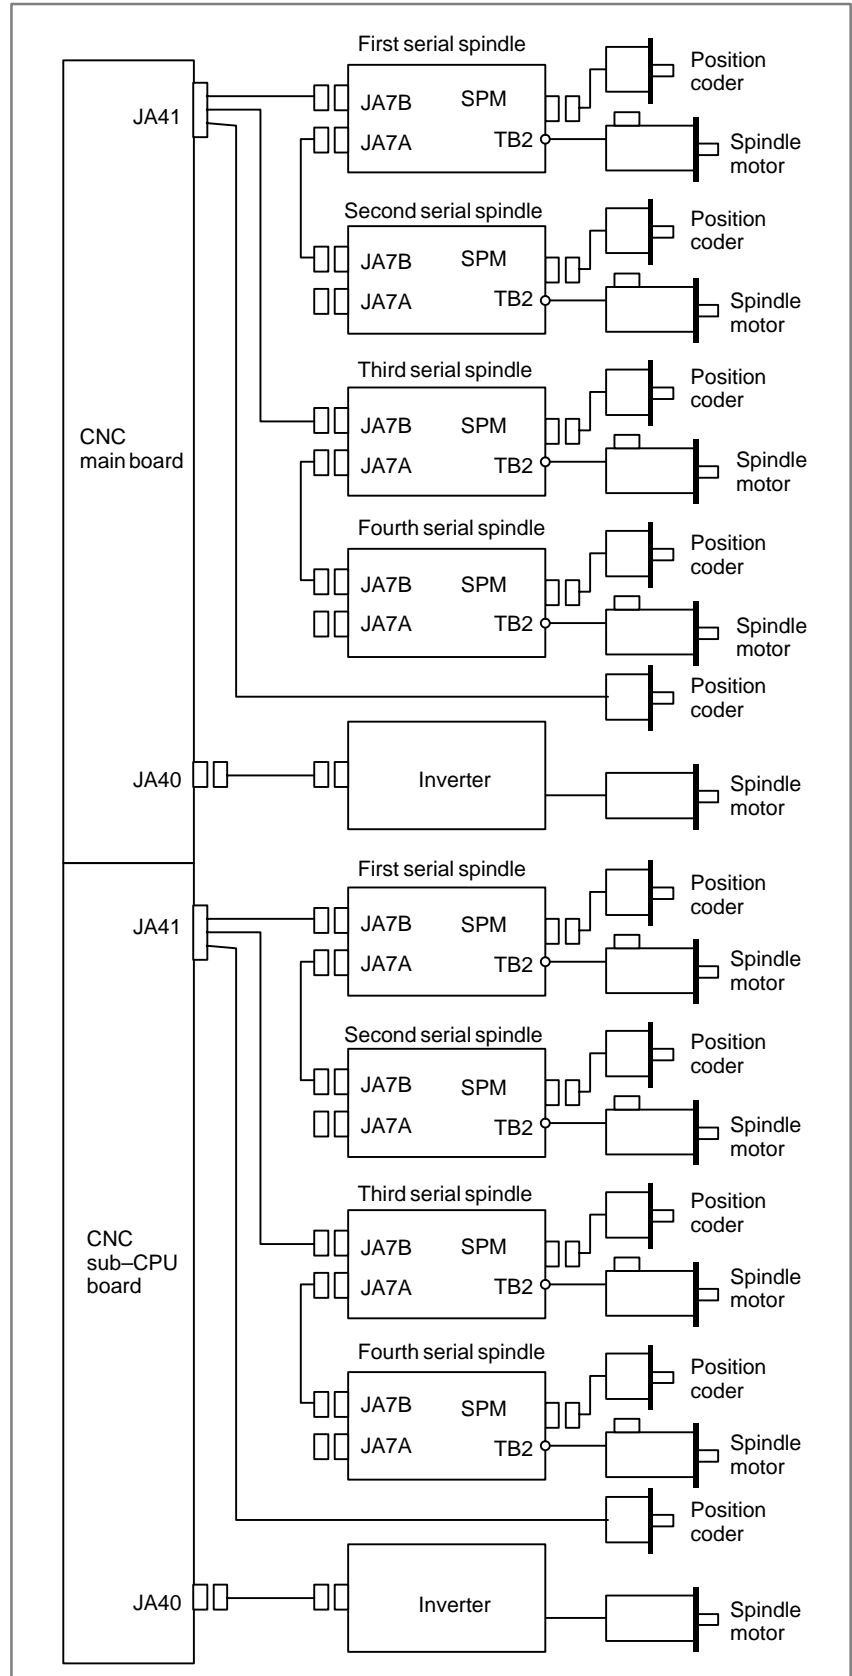 First serial spindle
JA41
JA7B
SPM
JA7A
TB2
Position
coder
Spindle
motor
Second serial spindle
JA7B
SPM
JA7A
TB2
Position
coder
Spindle
motor
CNC
main board
Third serial spindle
JA7B
SPM
JA7A
TB2
Position
coder
Spindle
motor
Fourth serial spindle
JA7B
SPM
JA7A
TB2
Position
coder
Spindle
motor
Position
coder
JA40
Inverter
Spindle
motor
First serial spindle
JA41
JA7B
SPM
JA7A
TB2
Position
coder
Spindle
motor
Second serial spindle
JA7B
SPM
JA7A
TB2
Position
coder
Spindle
motor
CNC
sub–CPU
board
Third serial spindle
JA7B
SPM
JA7A
TB2
Position
coder
Spindle
motor
Fourth serial spindle
JA7B
SPM
JA7A
TB2
Position
coder
Spindle
motor
Position
coder
JA40
Inverter
Spindle
motor